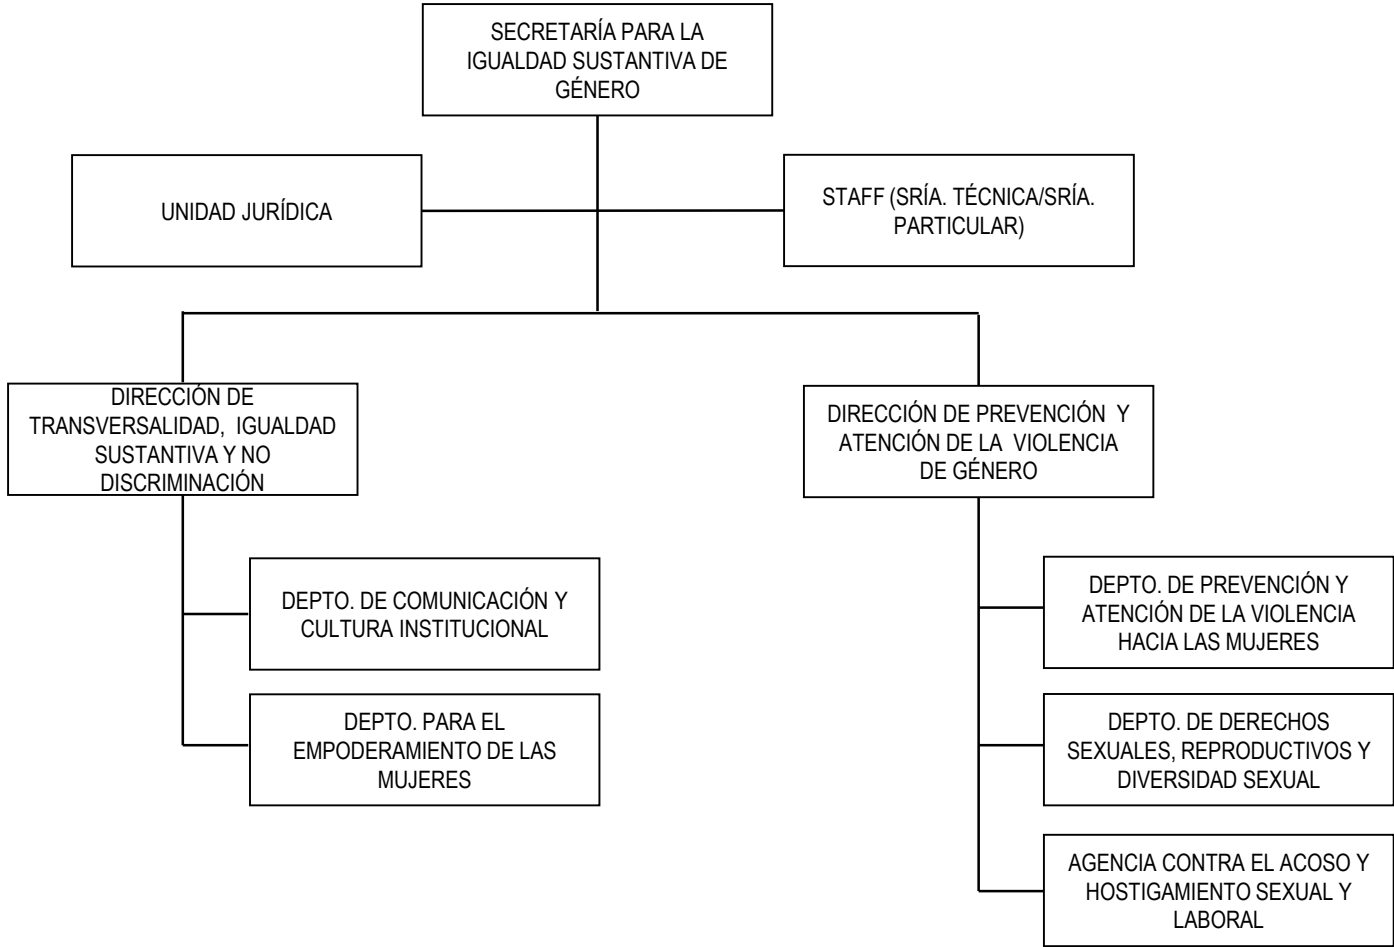 SECRETARÍA PARA LA
IGUALDAD SUSTANTIVA DE
GÉNERO
UNIDAD JURÍDICA
STAFF (SRÍA. TÉCNICA/SRÍA.
PARTICULAR)
DIRECCIÓN DE
TRANSVERSALIDAD, IGUALDAD
SUSTANTIVA Y NO
DISCRIMINACIÓN
DIRECCIÓN DE PREVENCIÓN Y
ATENCIÓN DE LA VIOLENCIA
DE GÉNERO
DEPTO. DE COMUNICACIÓN Y
CULTURA INSTITUCIONAL
DEPTO. PARA EL
EMPODERAMIENTO DE LAS
MUJERES
DEPTO. DE PREVENCIÓN Y
ATENCIÓN DE LA VIOLENCIA
HACIA LAS MUJERES
DEPTO. DE DERECHOS
SEXUALES, REPRODUCTIVOS Y
DIVERSIDAD SEXUAL
AGENCIA CONTRA EL ACOSO Y
HOSTIGAMIENTO SEXUAL Y
LABORAL